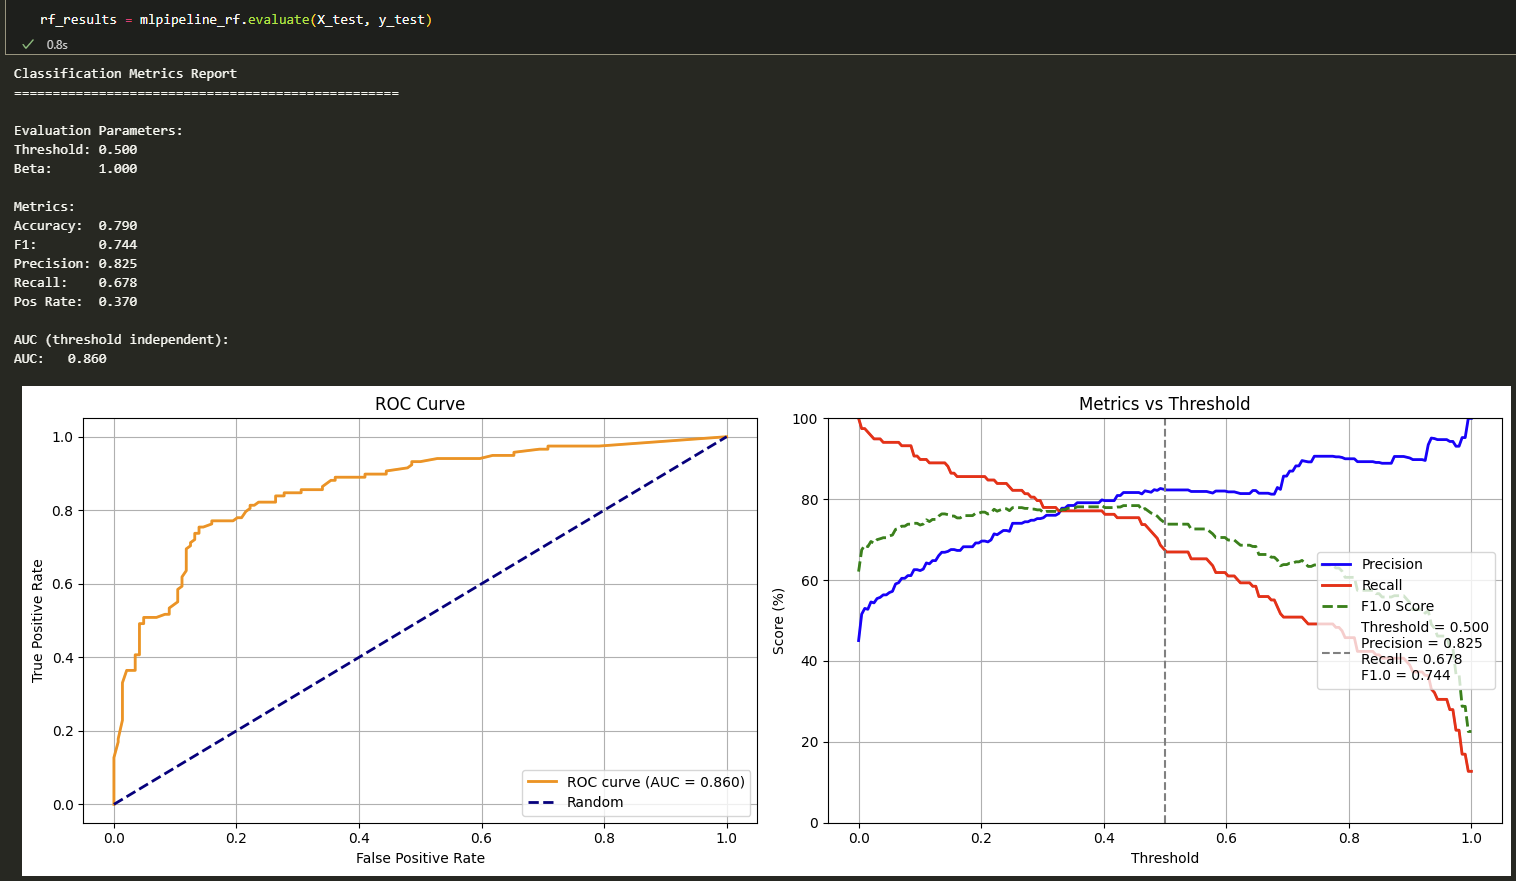 rf_results = mlpipeline_rf.evaluate(X_test, y_test)
0.8s
Classification Metrics Report
==================================================
Evaluation Parameters:
Threshold: 0.500
Beta:      1.000
Metrics:
Accuracy:  0.790
F1:        0.744
Precision: 0.825
Recall:    0.678
Pos Rate:  0.370
AUC (threshold independent):
AUC:   0.860
ROC Curve
True Positive Rate
1.0
0.8
0.6
0.4
0.2
0.0
ROC curve (AUC = 0.860)
Random
0.0 0.2 0.4 0.6 0.8 1.0
False Positive Rate
Metrics vs Threshold
Score (%)
100
80
60
40
20
0
Precision
Recall
F1.0 Score
Threshold = 0.500
Precision = 0.825
Recall = 0.678
F1.0 = 0.744
0.0 0.2 0.4 0.6 0.8 1.0
Threshold